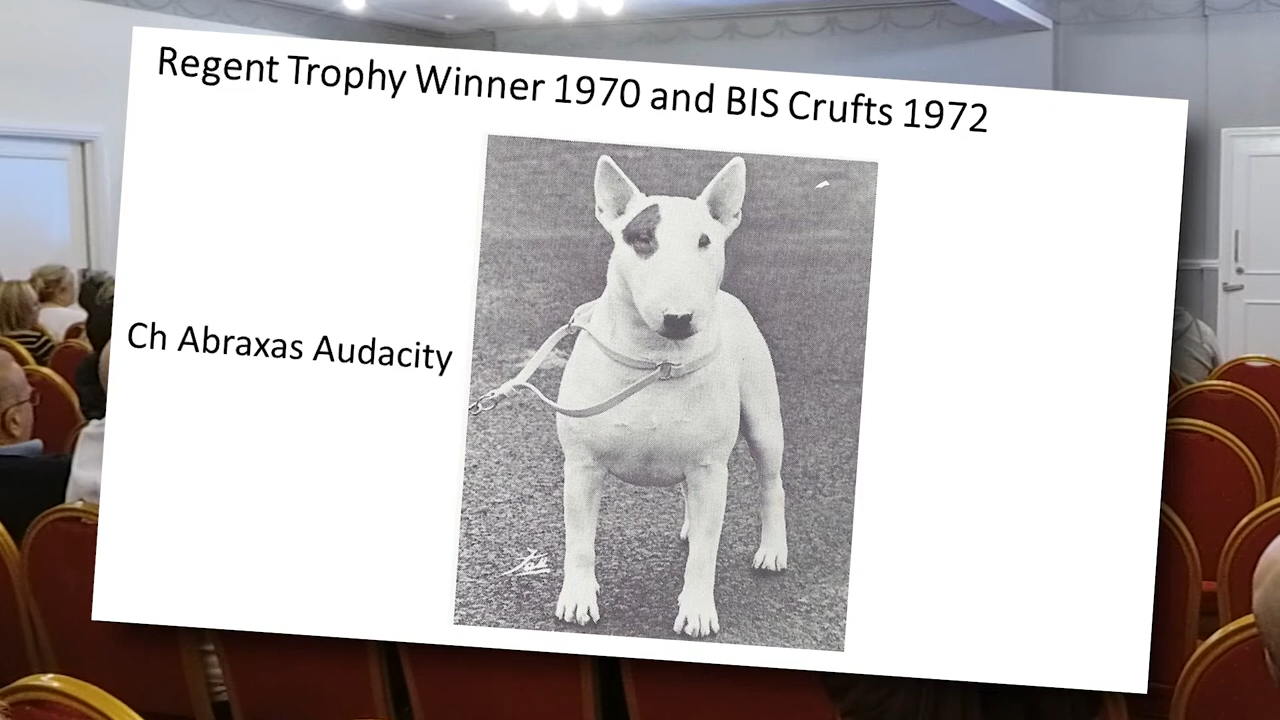 Regent Trophy Winner 1970 and BIS Crufts 1972
Ch Abraxas Audacity